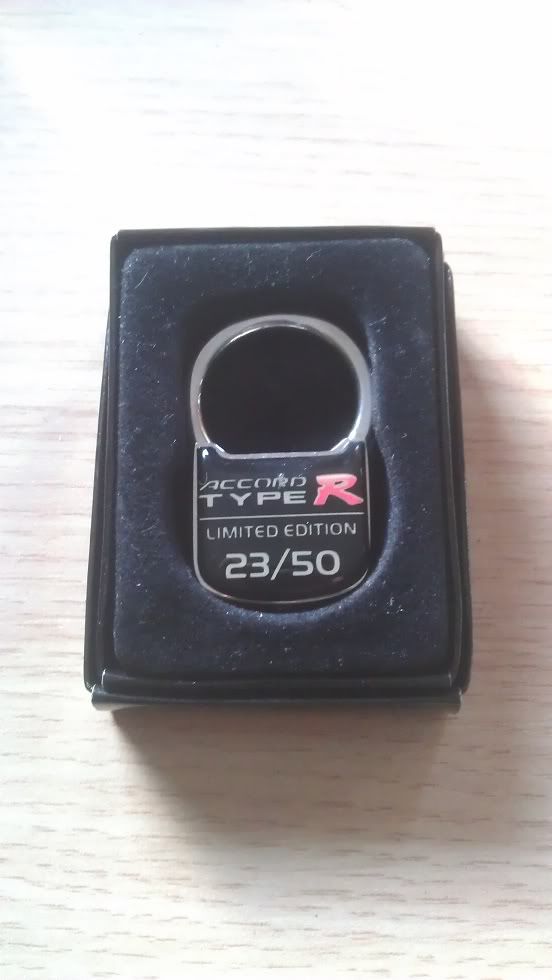 ACCORD
TYPE R
LIMITED EDITION
23/50